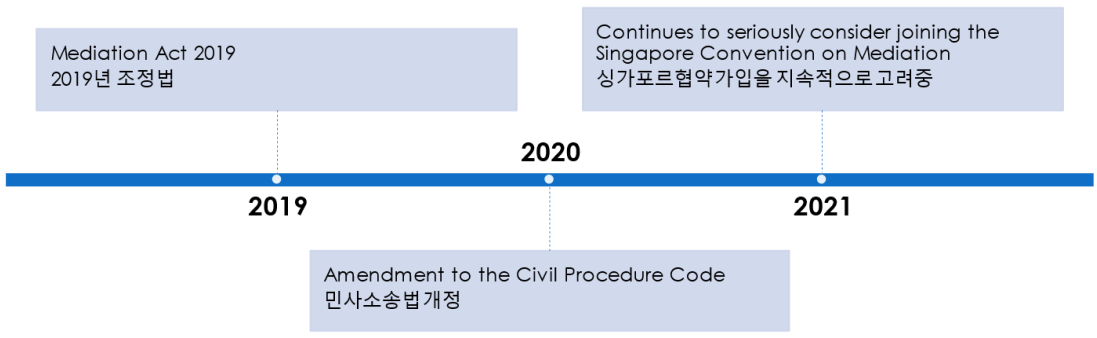 Mediation Act 2019
2019년 조정법
Continues to seriously consider joining the
Singapore Convention on Mediation
싱가포르협약가입을 지속적으로고려중
2020
2019
2021
Amendment to the Civil Procedure Code
민사소송법개정